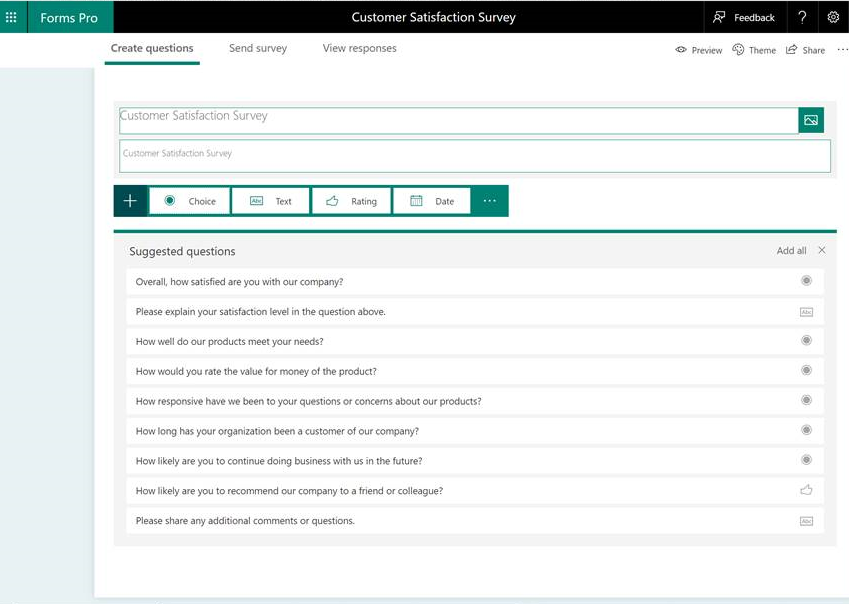 Forms Pro
Customer Satisfaction Survey
Feedback
?
Create questions
Send survey
View responses
Preview
Theme
Share
...
Customer Satisfaction Survey
Customer Satisfaction Survey
+
Choice
Abc
Text
Rating
Date
...
Suggested questions
Add all
Overall, how satisfied are you with our company?
Please explain your satisfaction level in the question above.
Abc
How well do our products meet your needs?
How would you rate the value for money of the product?
How responsive have we been to your questions or concerns about our products?
How long has your organization been a customer of our company?
How likely are you to continue doing business with us in the future?
How likely are you to recommend our company to a friend or colleague?
Please share any additional comments or questions.
Abc